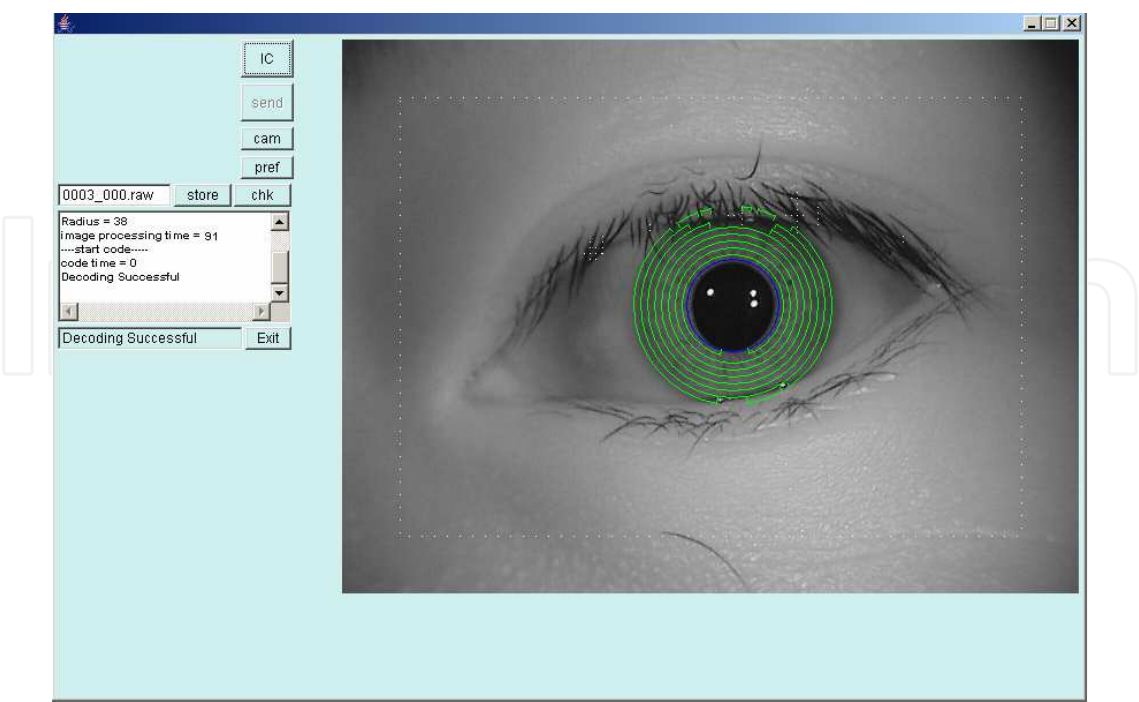 IC
send
cam
pref
0003_000.raw store chk
Radius = 38
image processing time = 91
----start code-----
code time = 0
Decoding Successful
Decoding Successful Exit